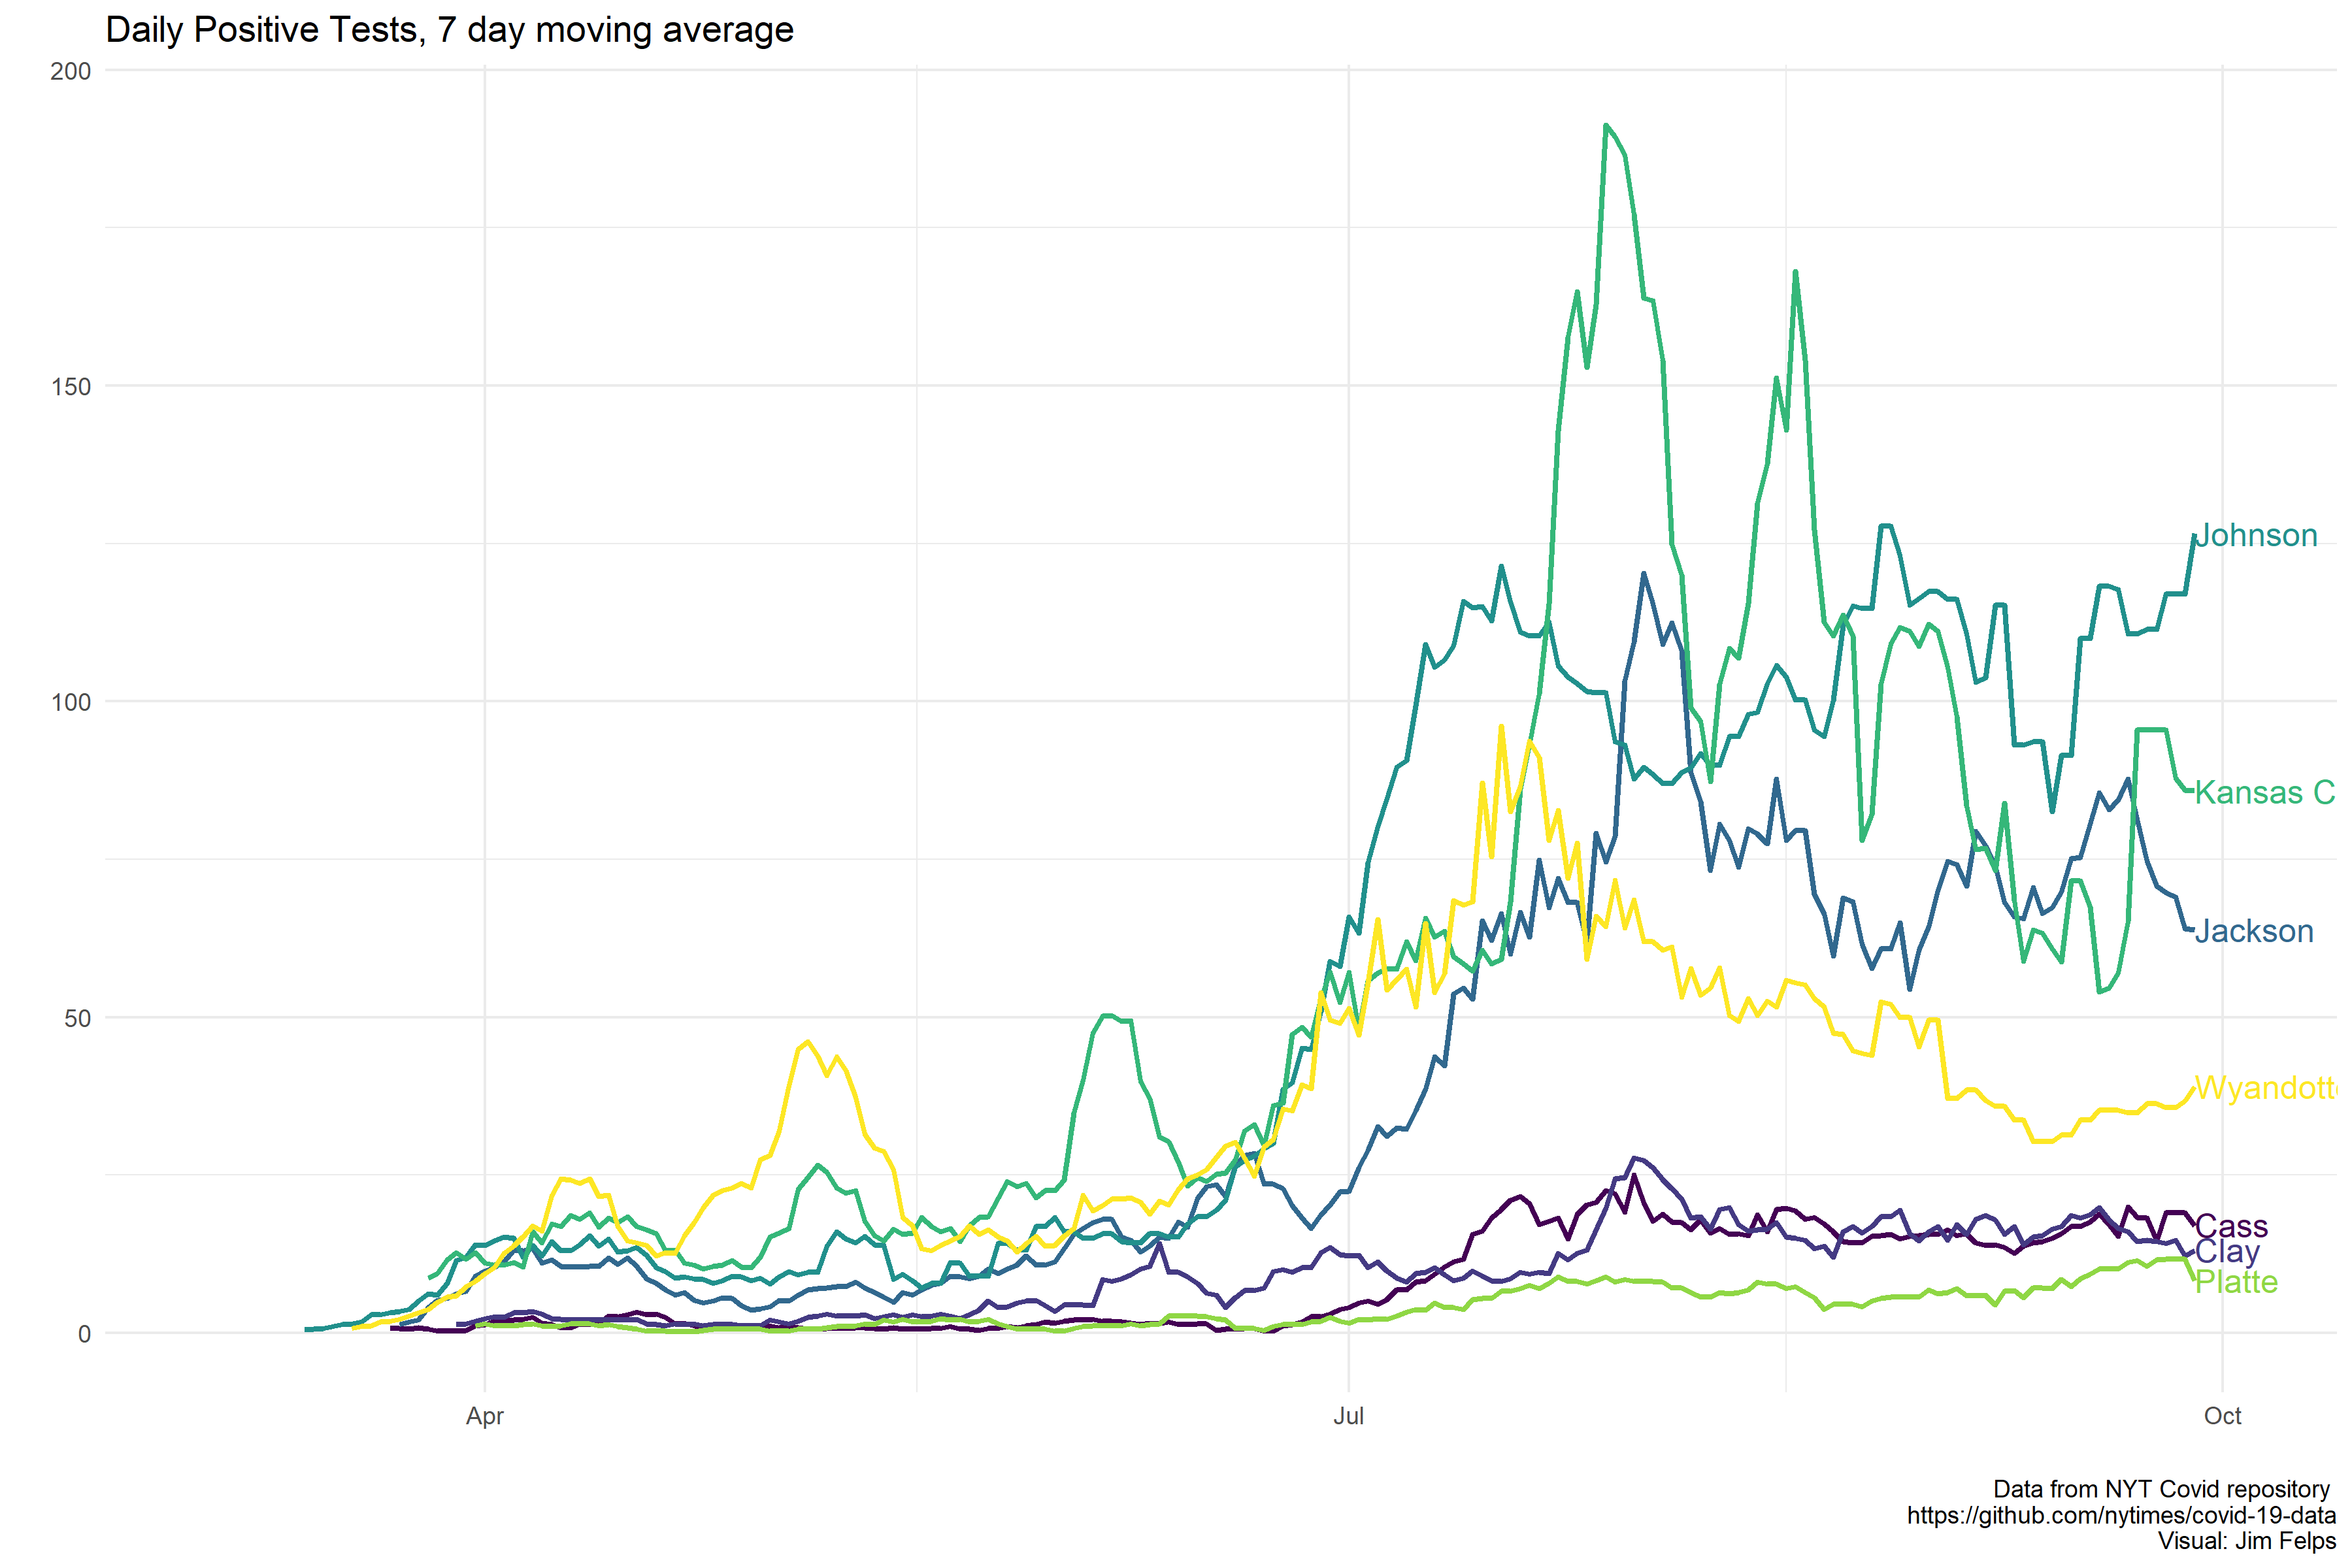 Daily Positive Tests, 7 day moving average
200
150
100
50
0
Johnson
Kansas C
Jackson
Wyandotte
Cass
Clay
Platte
Apr
Jul
Oct
Data from NYT Covid repository
https://github.com/nytimes/covid-19-data
Visual: Jim Felps